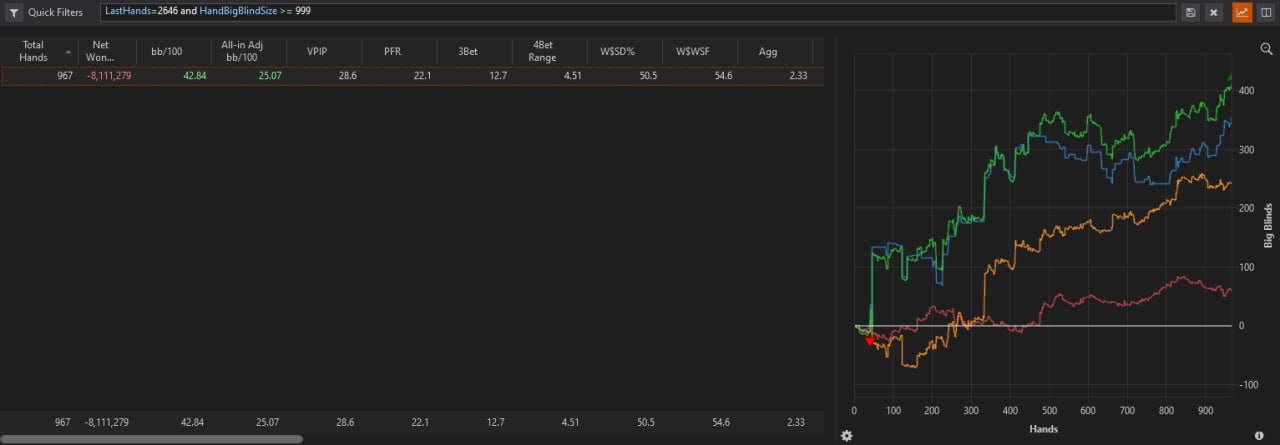 Quick Filters LastHands=2646 and HandBigBlindSize >= 999
Total Hands Net Won... bb/100 All-in Adj bb/100 VPIP PFR 3Bet 4Bet Range W$SD% W$WSF Agg
967 -8,111,279 42.84 25.07 28.6 22.1 12.7 4.51 50.5 54.6 2.33
967 -8,111,279 42.84 25.07 28.6 22.1 12.7 4.51 50.5 54.6 2.33
400
300
200
100
0
-100
Big Blinds
0 100 200 300 400 500 600 700 800 900
Hands